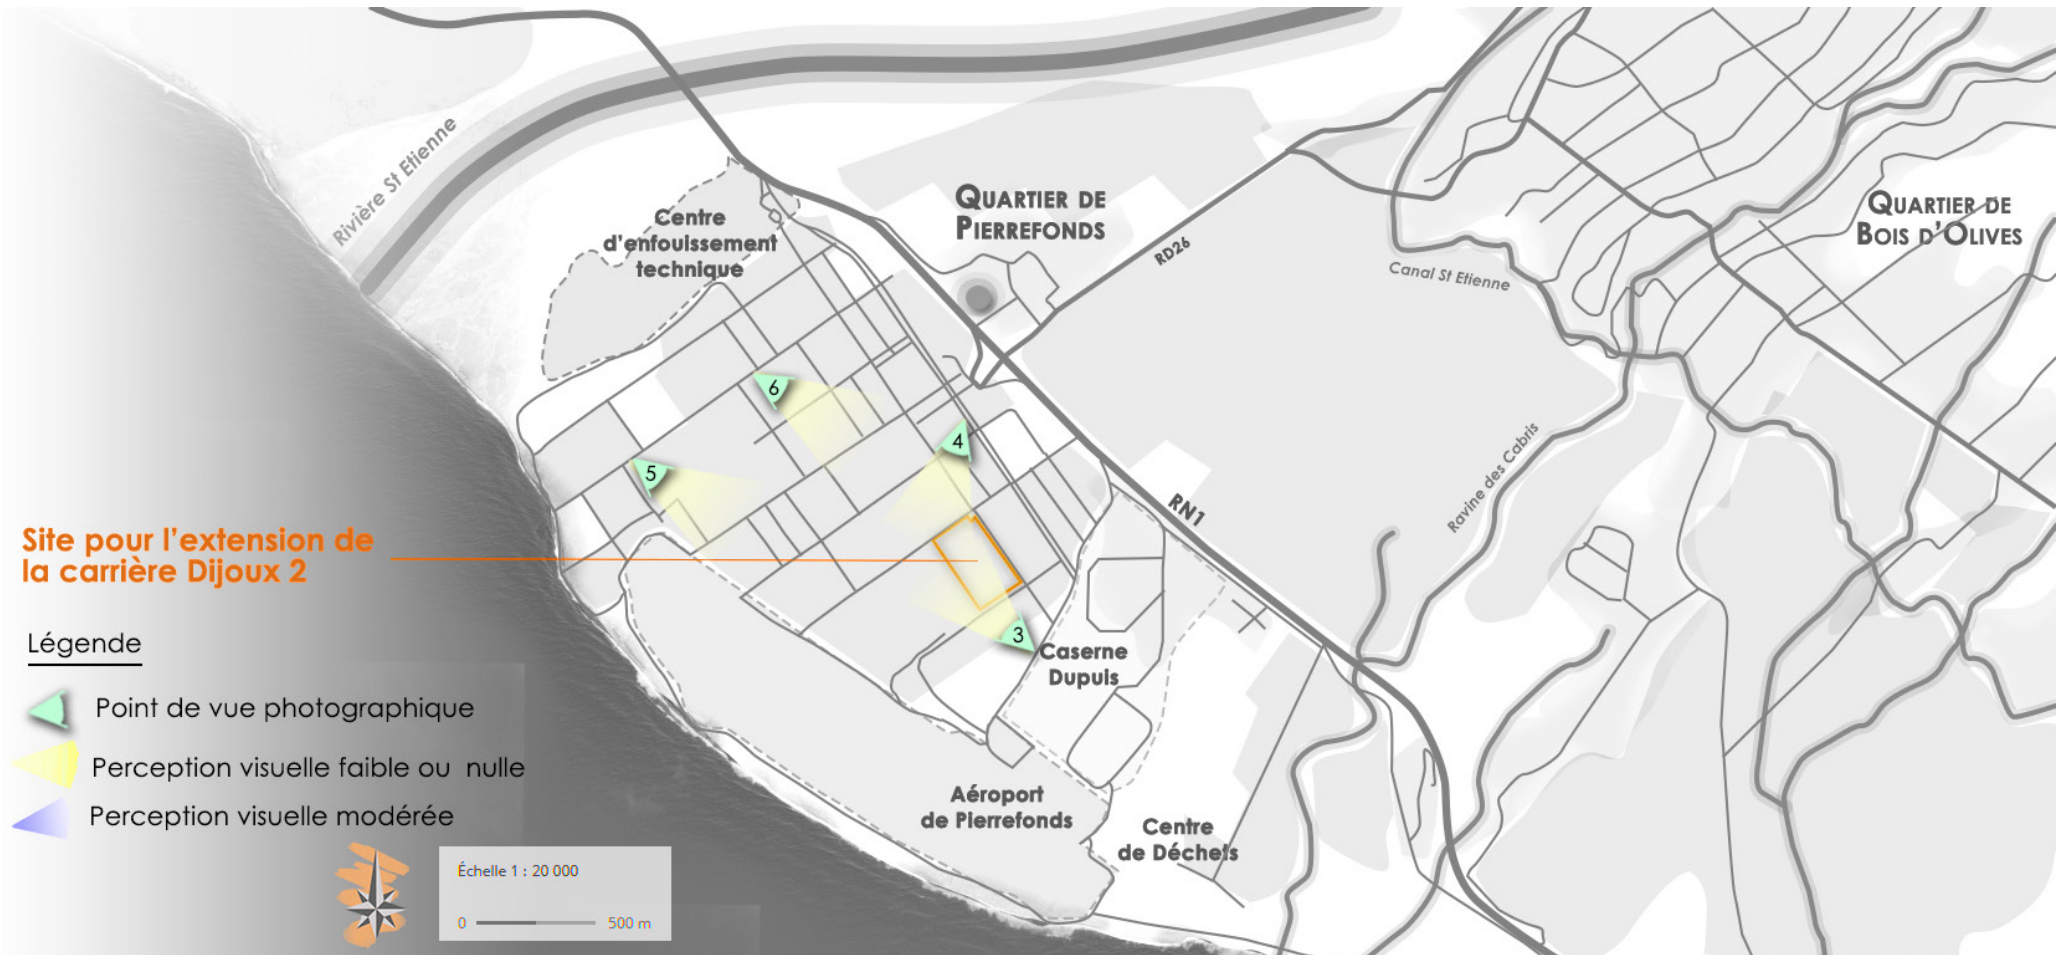 Rivière St Etienne
Centre
d'enfouissement
technique
QUARTIER DE
PIERREFONDS
RD26
Canal St Etienne
QUARTIER DE
BOIS D'OLIVES
6
4
5
RN1
Ravine des Cabris
Site pour l'extension de
la carrière Dijoux 2
3
Caserne
Dupuis
Légende
Point de vue photographique
Perception visuelle faible ou nulle
Perception visuelle modérée
Aéroport
de Pierrefonds
Centre
de Déchets
Échelle 1 : 20 000
0 500 m